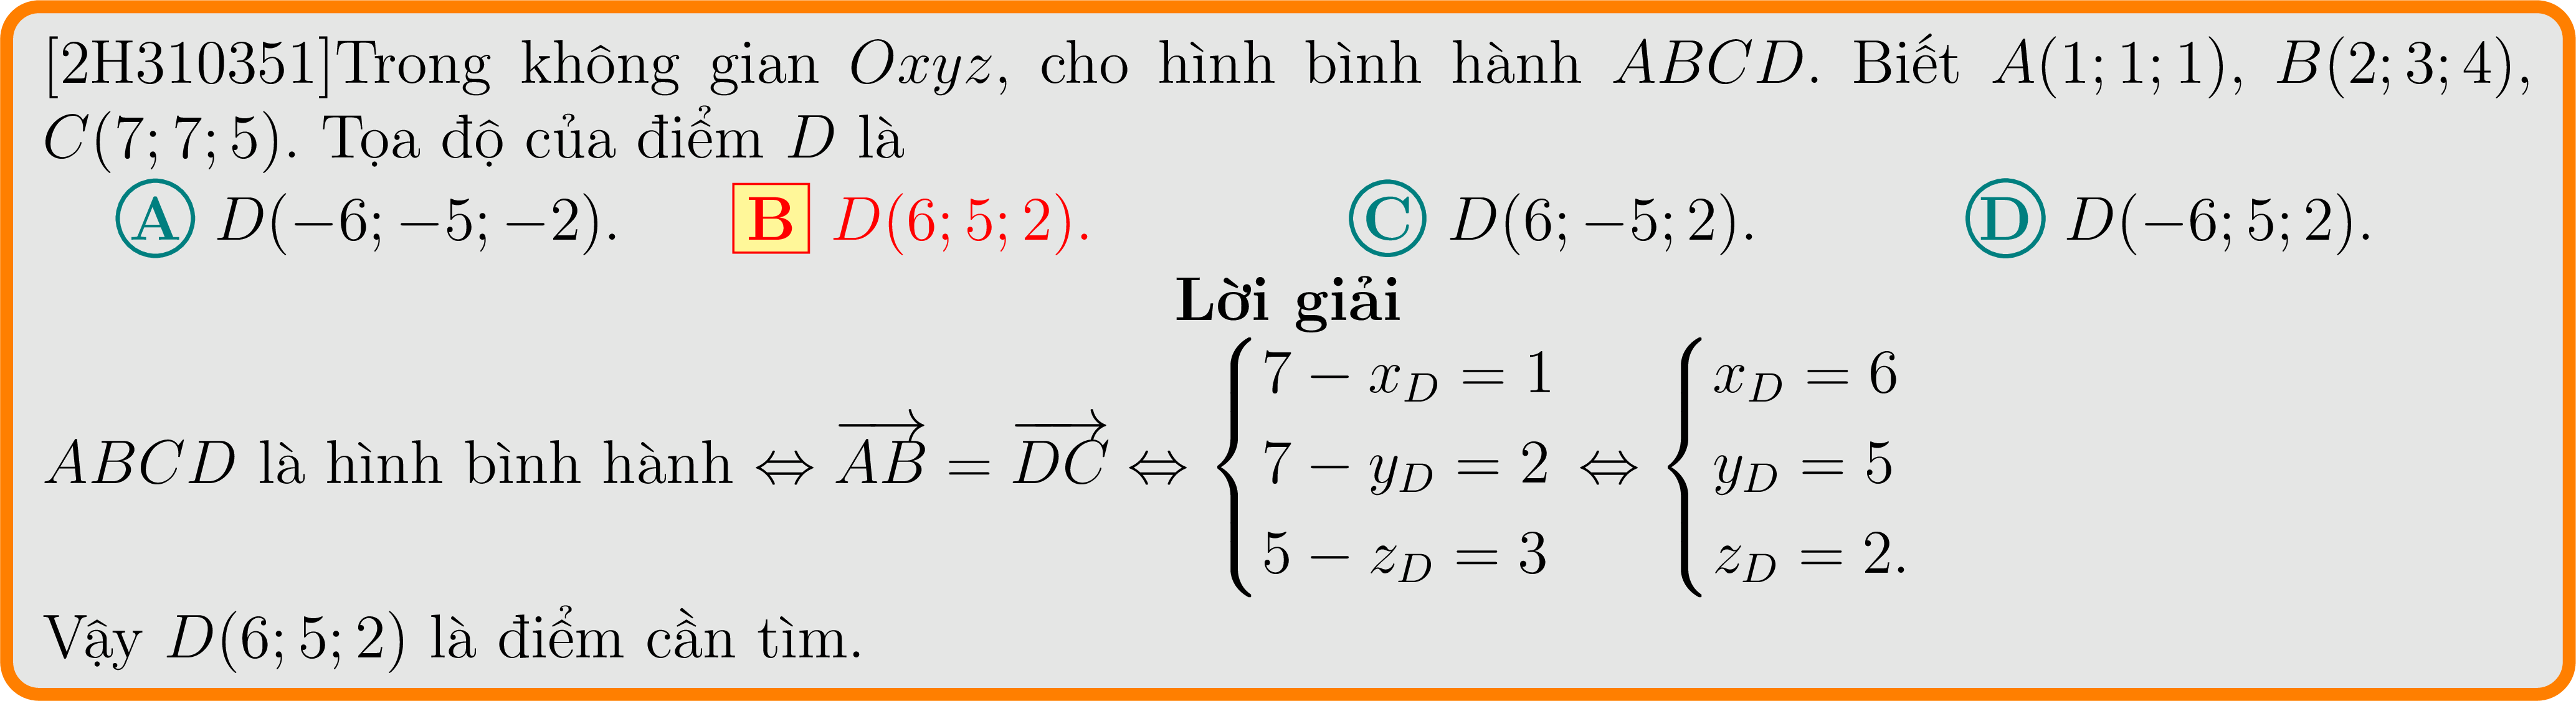 [2H310351]Trong không gian Oxyz, cho hình bình hành ABCD. Biết A(1; 1; 1), B(2; 3; 4),
C(7; 7; 5). Tọa độ của điểm D là
A D(−6; −5; −2). B D(6; 5; 2). C D(6; −5; 2). D D(−6; 5; 2).
Lời giải
ABCD là hình bình hành ⇔ \overrightarrow{AB} = \overrightarrow{DC} ⇔ \begin{cases} 7 − x_D = 1 \\ 7 − y_D = 2 \\ 5 − z_D = 3 \end{cases} ⇔ \begin{cases} x_D = 6 \\ y_D = 5 \\ z_D = 2. \end{cases}
Vậy D(6; 5; 2) là điểm cần tìm.